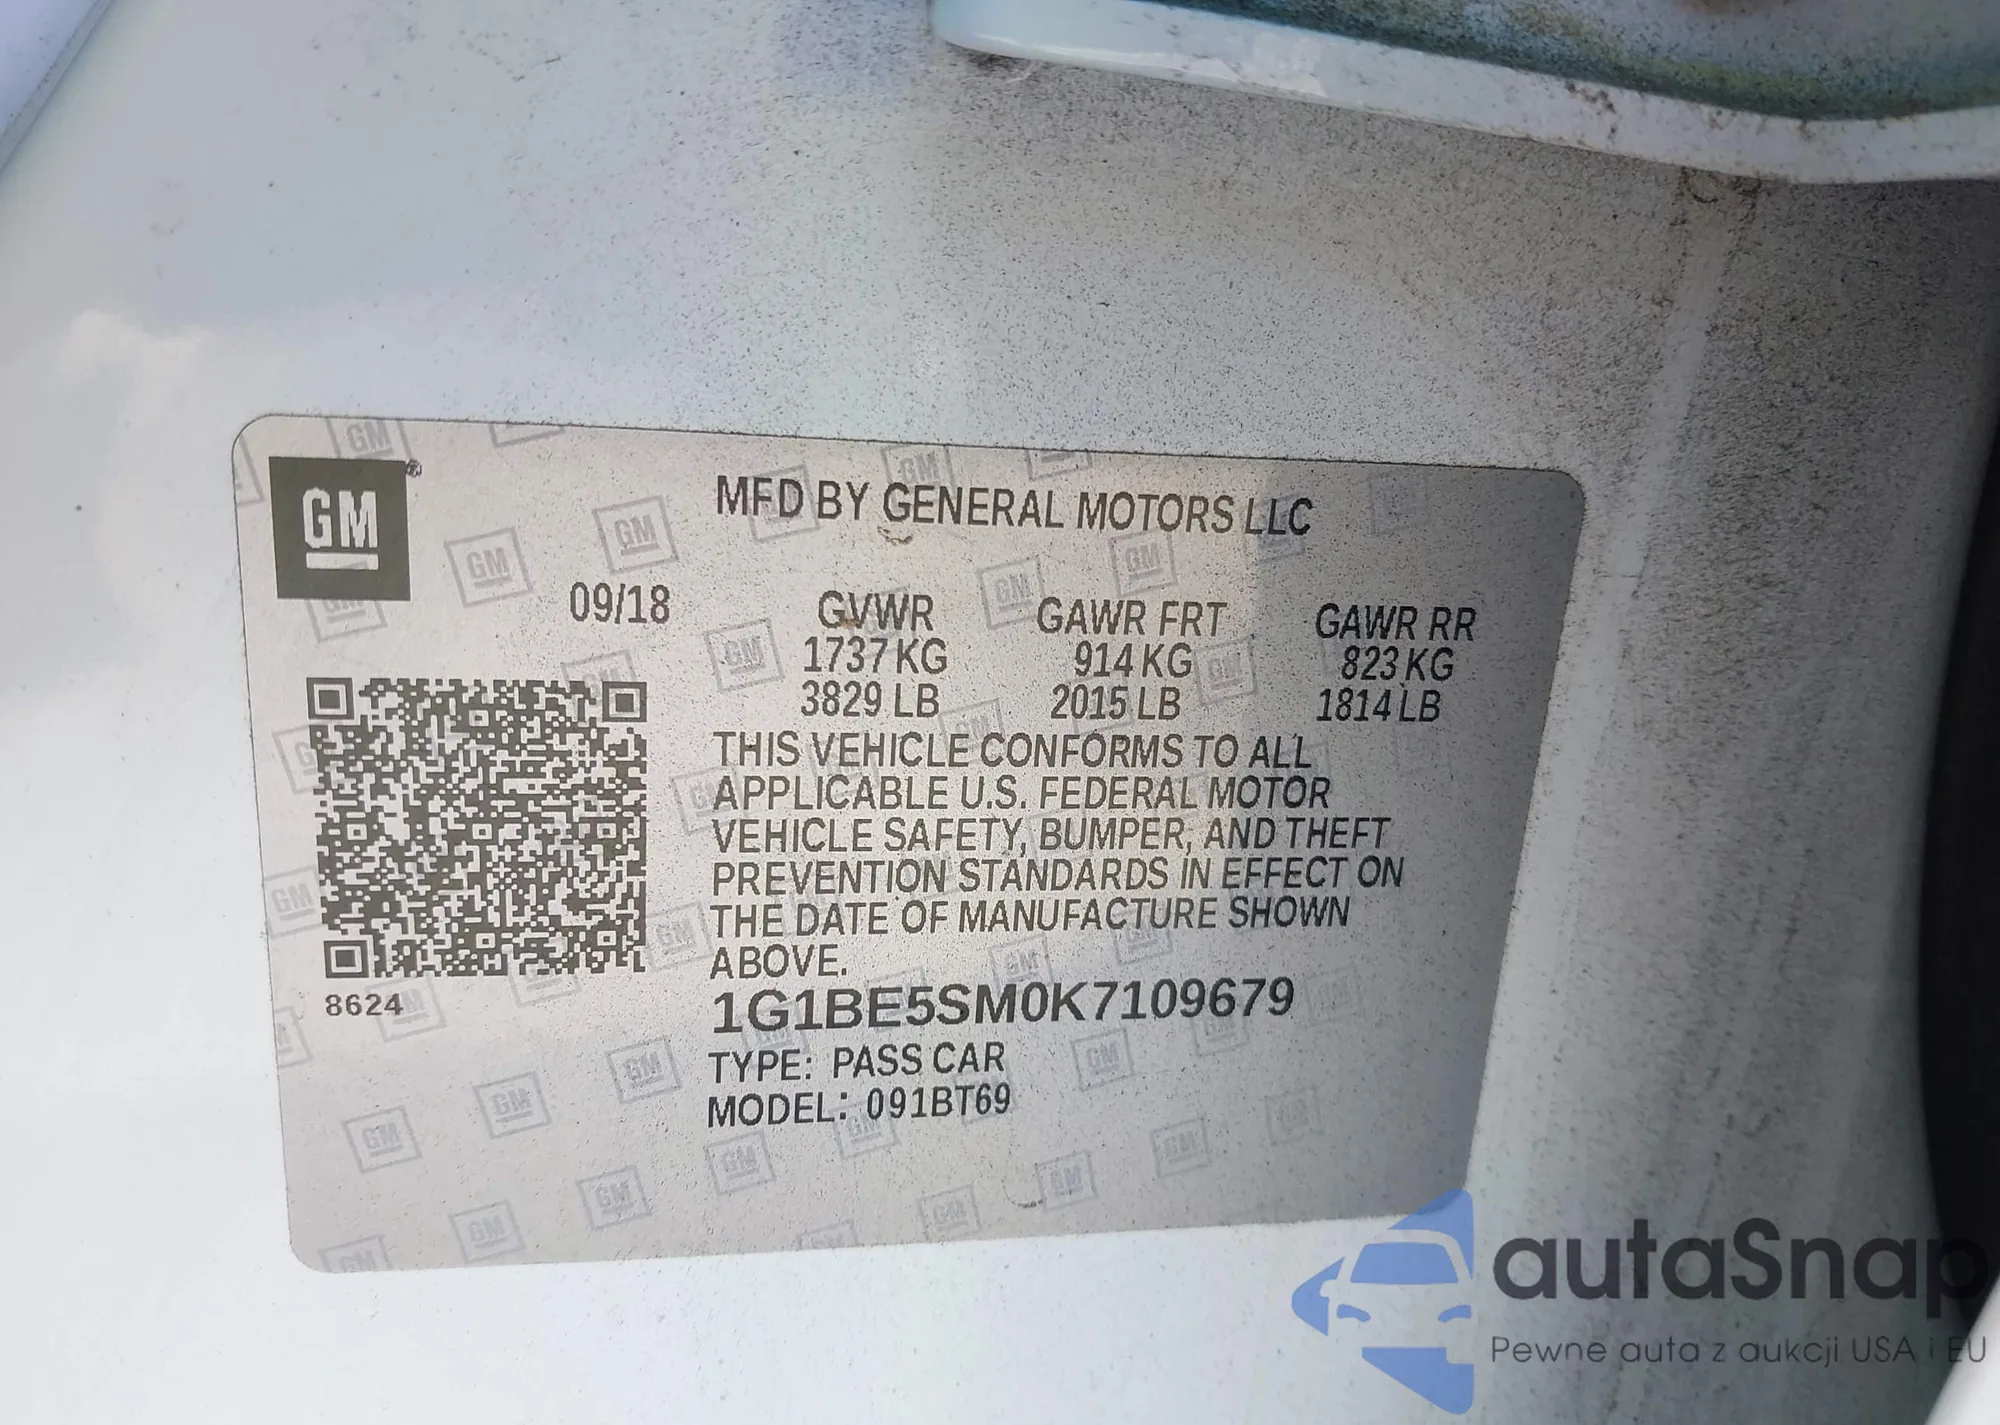 GM
MFD BY GENERAL MOTORS LLC
09/18
GVWR GAWR FRT GAWR RR
1737 KG 914 KG 823 KG
3829 LB 2015 LB 1814 LB
THIS VEHICLE CONFORMS TO ALL
APPLICABLE U.S. FEDERAL MOTOR
VEHICLE SAFETY, BUMPER, AND THEFT
PREVENTION STANDARDS IN EFFECT ON
THE DATE OF MANUFACTURE SHOWN
ABOVE.
8624
1G1BE5SM0K7109679
TYPE: PASS CAR
MODEL: 091BT69
autaSnap
Pewne auta z aukcji USA i EU